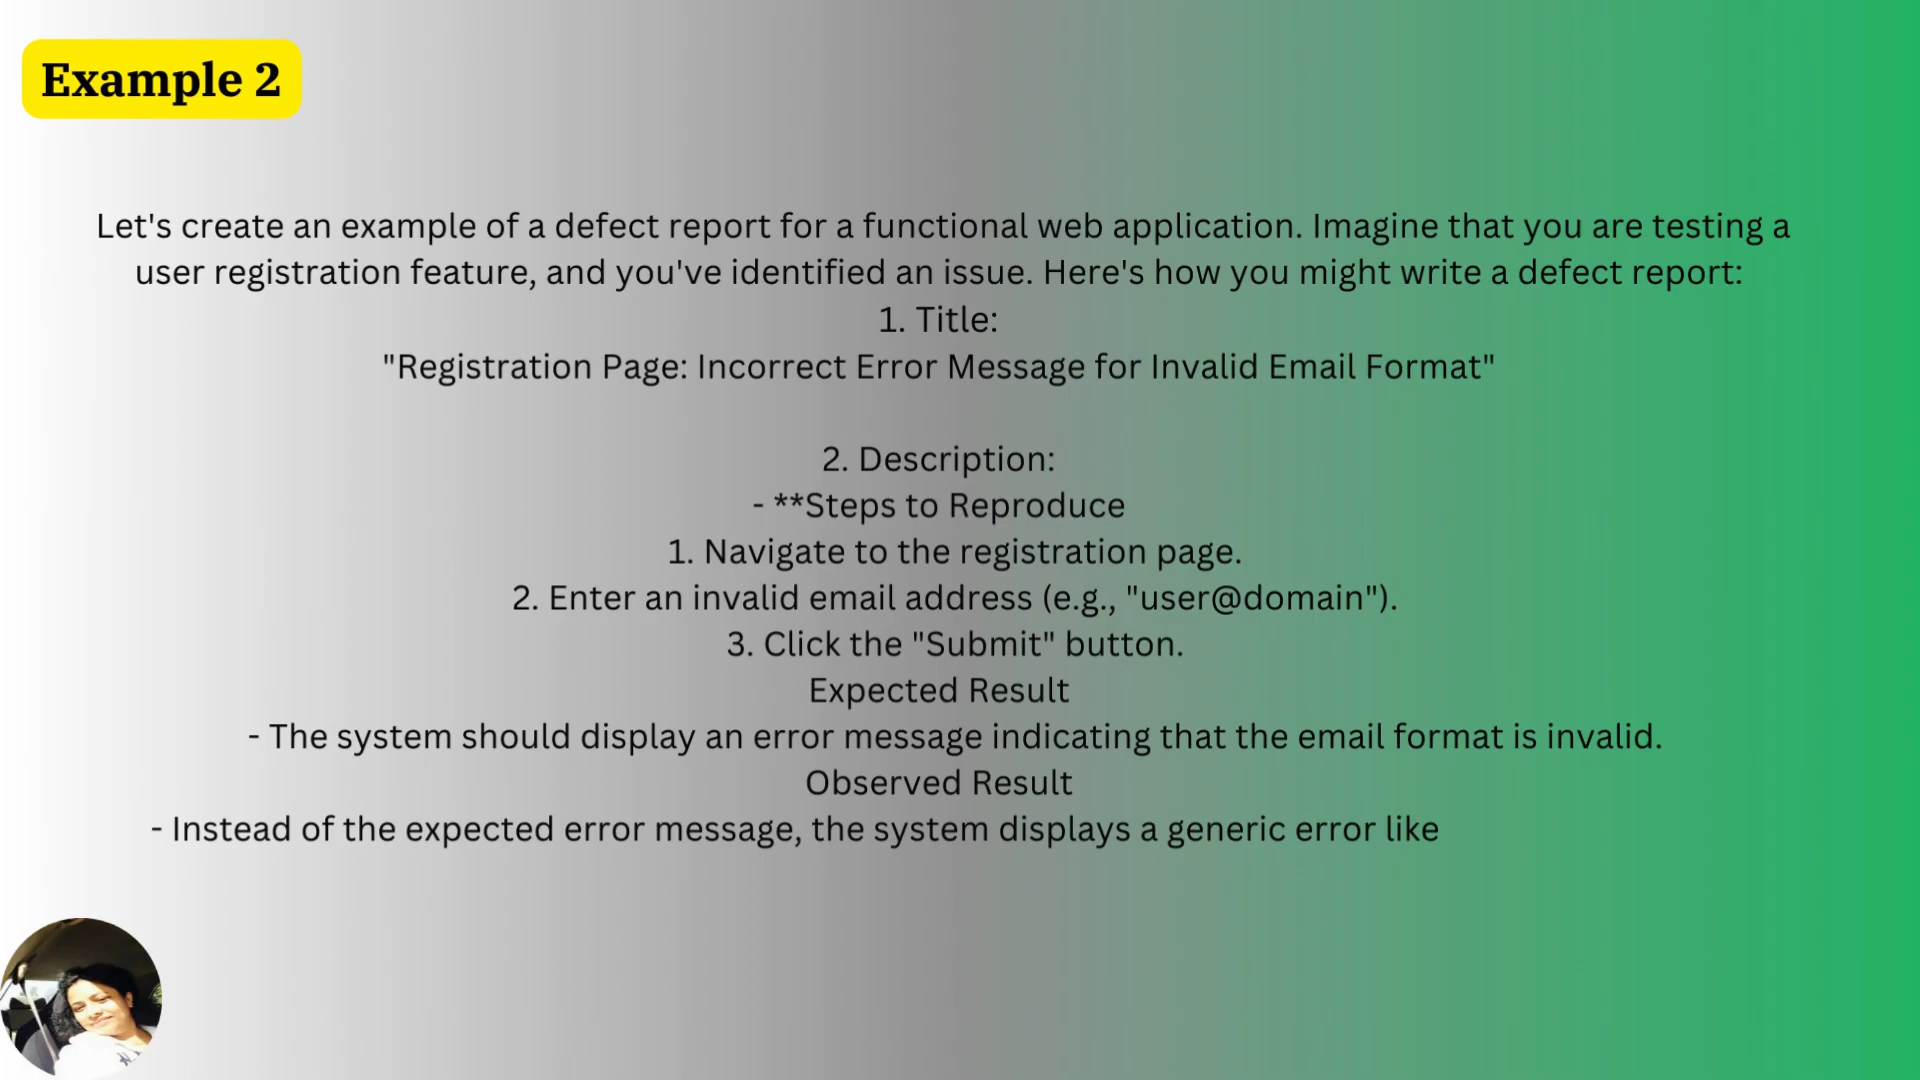 Example 2
Let's create an example of a defect report for a functional web application. Imagine that you are testing a
user registration feature, and you've identified an issue. Here's how you might write a defect report:
1. Title:
"Registration Page: Incorrect Error Message for Invalid Email Format"
2. Description:
- **Steps to Reproduce
1. Navigate to the registration page.
2. Enter an invalid email address (e.g., "user@domain").
3. Click the "Submit" button.
Expected Result
- The system should display an error message indicating that the email format is invalid.
Observed Result
- Instead of the expected error message, the system displays a generic error like